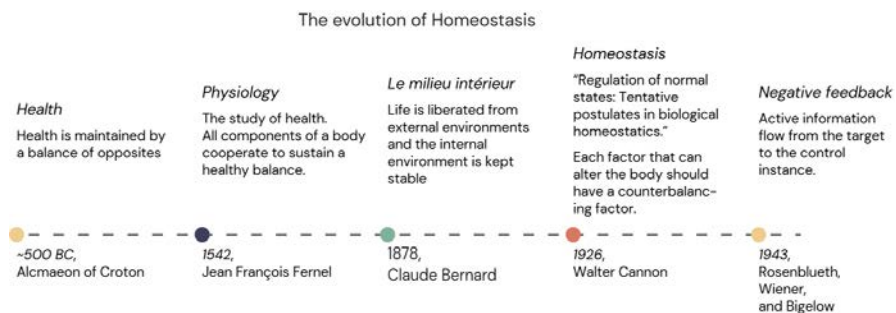 The evolution of Homeostasis
Health
Health is maintained by
a balance of opposites
~500 BC,
Alcmaeon of Croton
Physiology
The study of health.
All components of a body
cooperate to sustain a
healthy balance.
1542,
Jean François Fernel
Le milieu intérieur
Life is liberated from
external environments
and the internal
environment is kept
stable
1878,
Claude Bernard
Homeostasis
“Regulation of normal
states: Tentative
postulates in biological
homeostatics.”
Each factor that can
alter the body should
have a counterbalanc-
ing factor.
1926,
Walter Cannon
Negative feedback
Active information
flow from the target
to the control
instance.
1943,
Rosenblueth,
Wiener,
and Bigelow